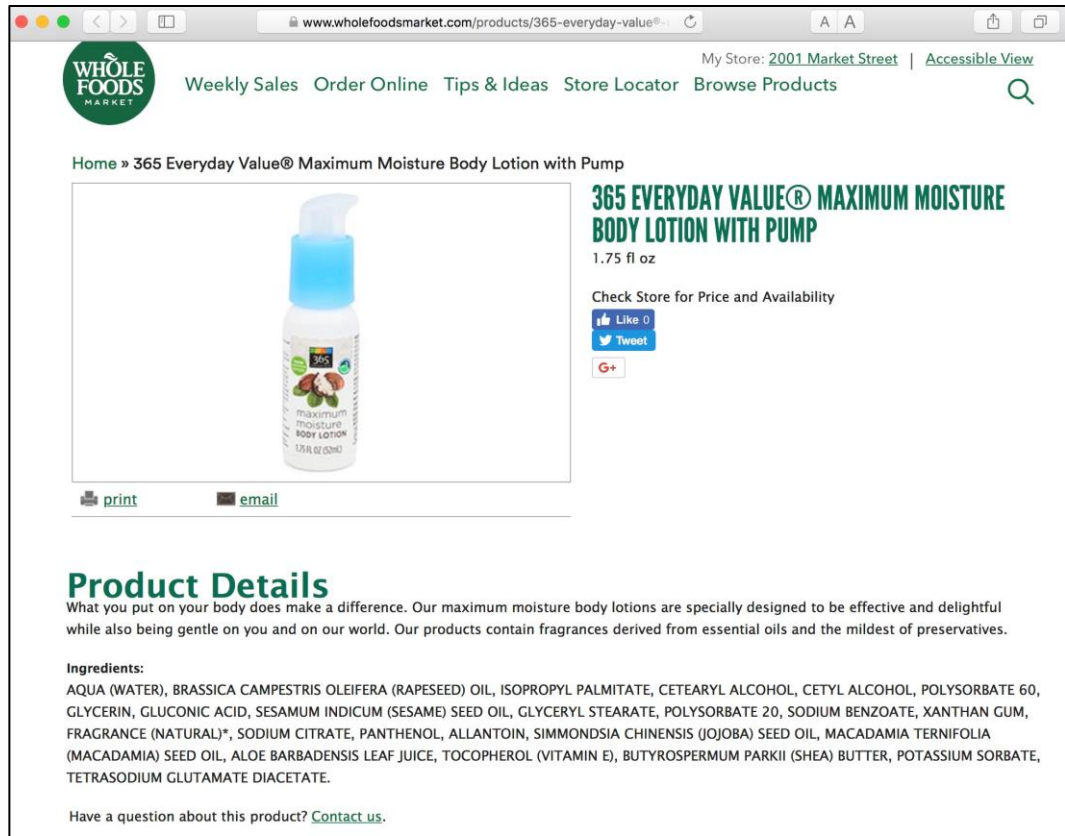 www.wholefoodsmarket.com/products/365-everyday-value®-
A A
WHOLE
FOODS
MARKET
My Store: 2001 Market Street | Accessible View
Weekly Sales Order Online Tips & Ideas Store Locator Browse Products
Home » 365 Everyday Value® Maximum Moisture Body Lotion with Pump
365
maximum
moisture
BODY LOTION
1.75 FL OZ (52mL)
365 EVERYDAY VALUE® MAXIMUM MOISTURE
BODY LOTION WITH PUMP
1.75 fl oz
Check Store for Price and Availability
Like 0
Tweet
G+
print email
Product Details
What you put on your body does make a difference. Our maximum moisture body lotions are specially designed to be effective and delightful
while also being gentle on you and on our world. Our products contain fragrances derived from essential oils and the mildest of preservatives.
Ingredients:
AQUA (WATER), BRASSICA CAMPESTRIS OLEIFERA (RAPESEED) OIL, ISOPROPYL PALMITATE, CETEARYL ALCOHOL, CETYL ALCOHOL, POLYSORBATE 60,
GLYCERIN, GLUCONIC ACID, SESAMUM INDICUM (SESAME) SEED OIL, GLYCERYL STEARATE, POLYSORBATE 20, SODIUM BENZOATE, XANTHAN GUM,
FRAGRANCE (NATURAL)*, SODIUM CITRATE, PANTHENOL, ALLANTOIN, SIMMONDSIA CHINENSIS (JOJOBA) SEED OIL, MACADAMIA TERNIFOLIA
(MACADAMIA) SEED OIL, ALOE BARBADENSIS LEAF JUICE, TOCOPHEROL (VITAMIN E), BUTYROSPERMUM PARKII (SHEA) BUTTER, POTASSIUM SORBATE,
TETRASODIUM GLUTAMATE DIACETATE.
Have a question about this product? Contact us.